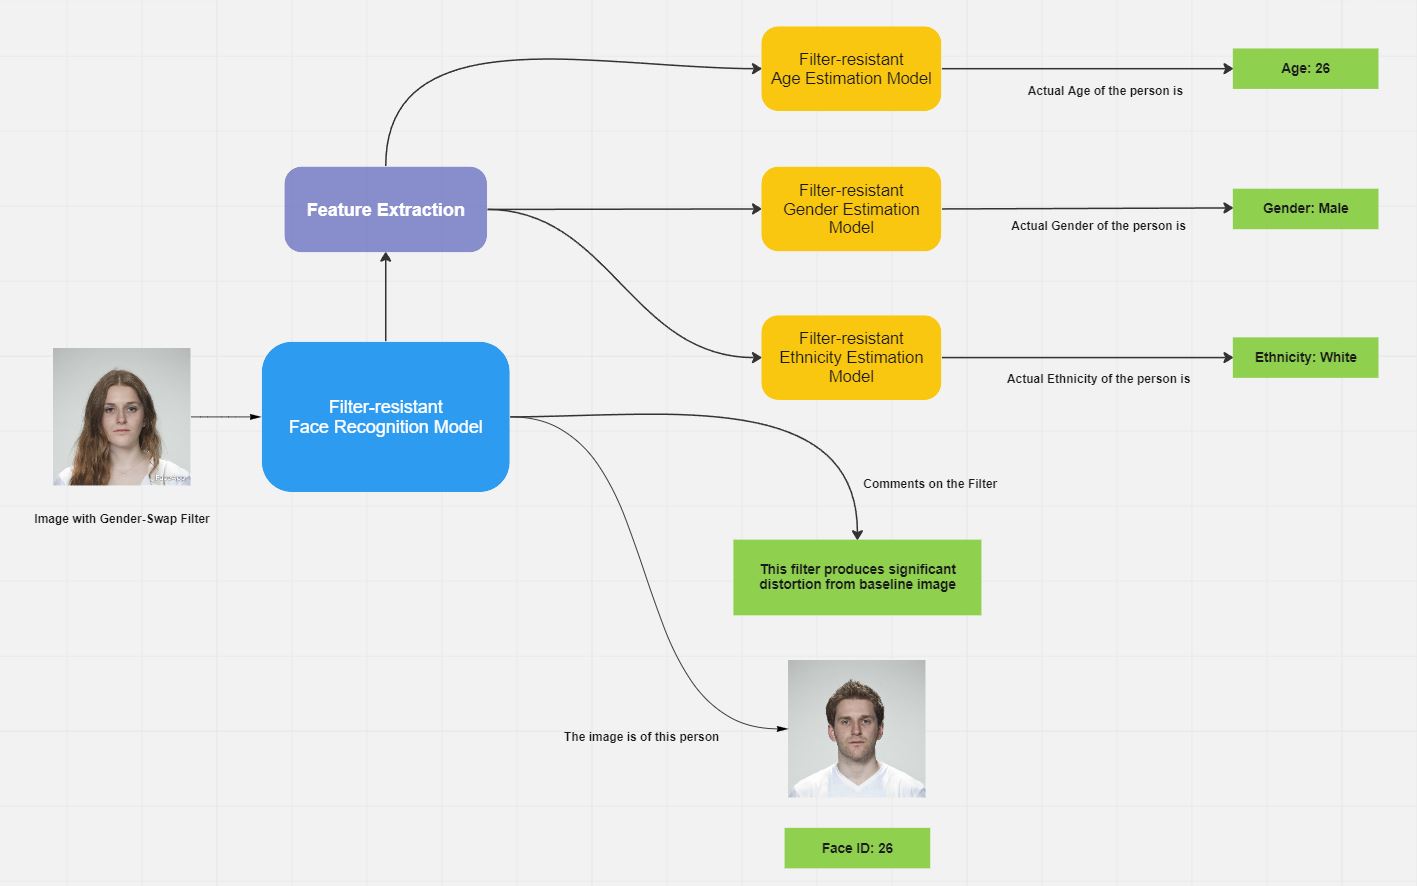 Filter-resistant
Age Estimation Model
Actual Age of the person is
Age: 26
Feature Extraction
Filter-resistant
Gender Estimation
Model
Actual Gender of the person is
Gender: Male
Filter-resistant
Ethnicity Estimation
Model
Actual Ethnicity of the person is
Ethnicity: White
FaceApp
Image with Gender-Swap Filter
Filter-resistant
Face Recognition Model
Comments on the Filter
This filter produces significant
distortion from baseline image
The image is of this person
Face ID: 26